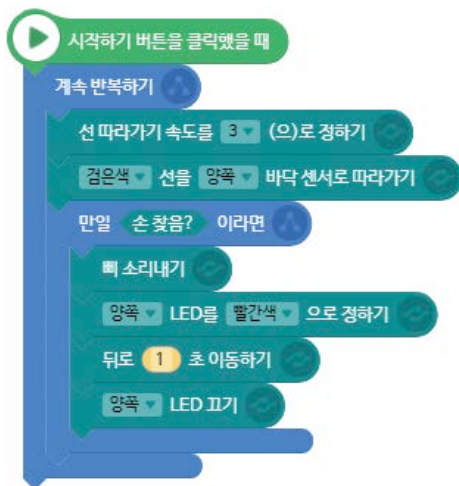 시작하기 버튼을 클릭했을 때
계속 반복하기
선 따라가기 속도를 3 (으)로 정하기
검은색 선을 양쪽 바닥 센서로 따라가기
만일 손 찾음? 이라면
삐 소리내기
양쪽 LED를 빨간색 으로 정하기
뒤로 1 초 이동하기
양쪽 LED 끄기